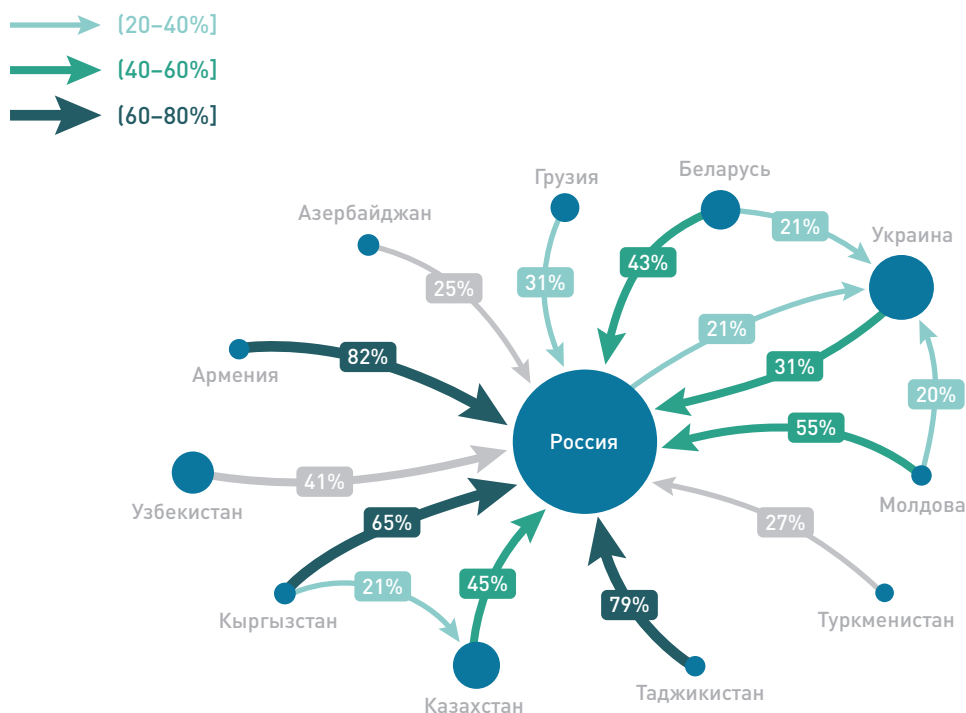 (20–40%]
(40–60%]
(60–80%]
Беларусь
Грузия
Азербайджан
21%
Украина
43%
31%
25%
21%
82%
31%
Армения
20%
55%
Россия
41%
Молдова
Узбекистан
65%
27%
21%
45%
79%
Кыргызстан
Туркменистан
Таджикистан
Казахстан